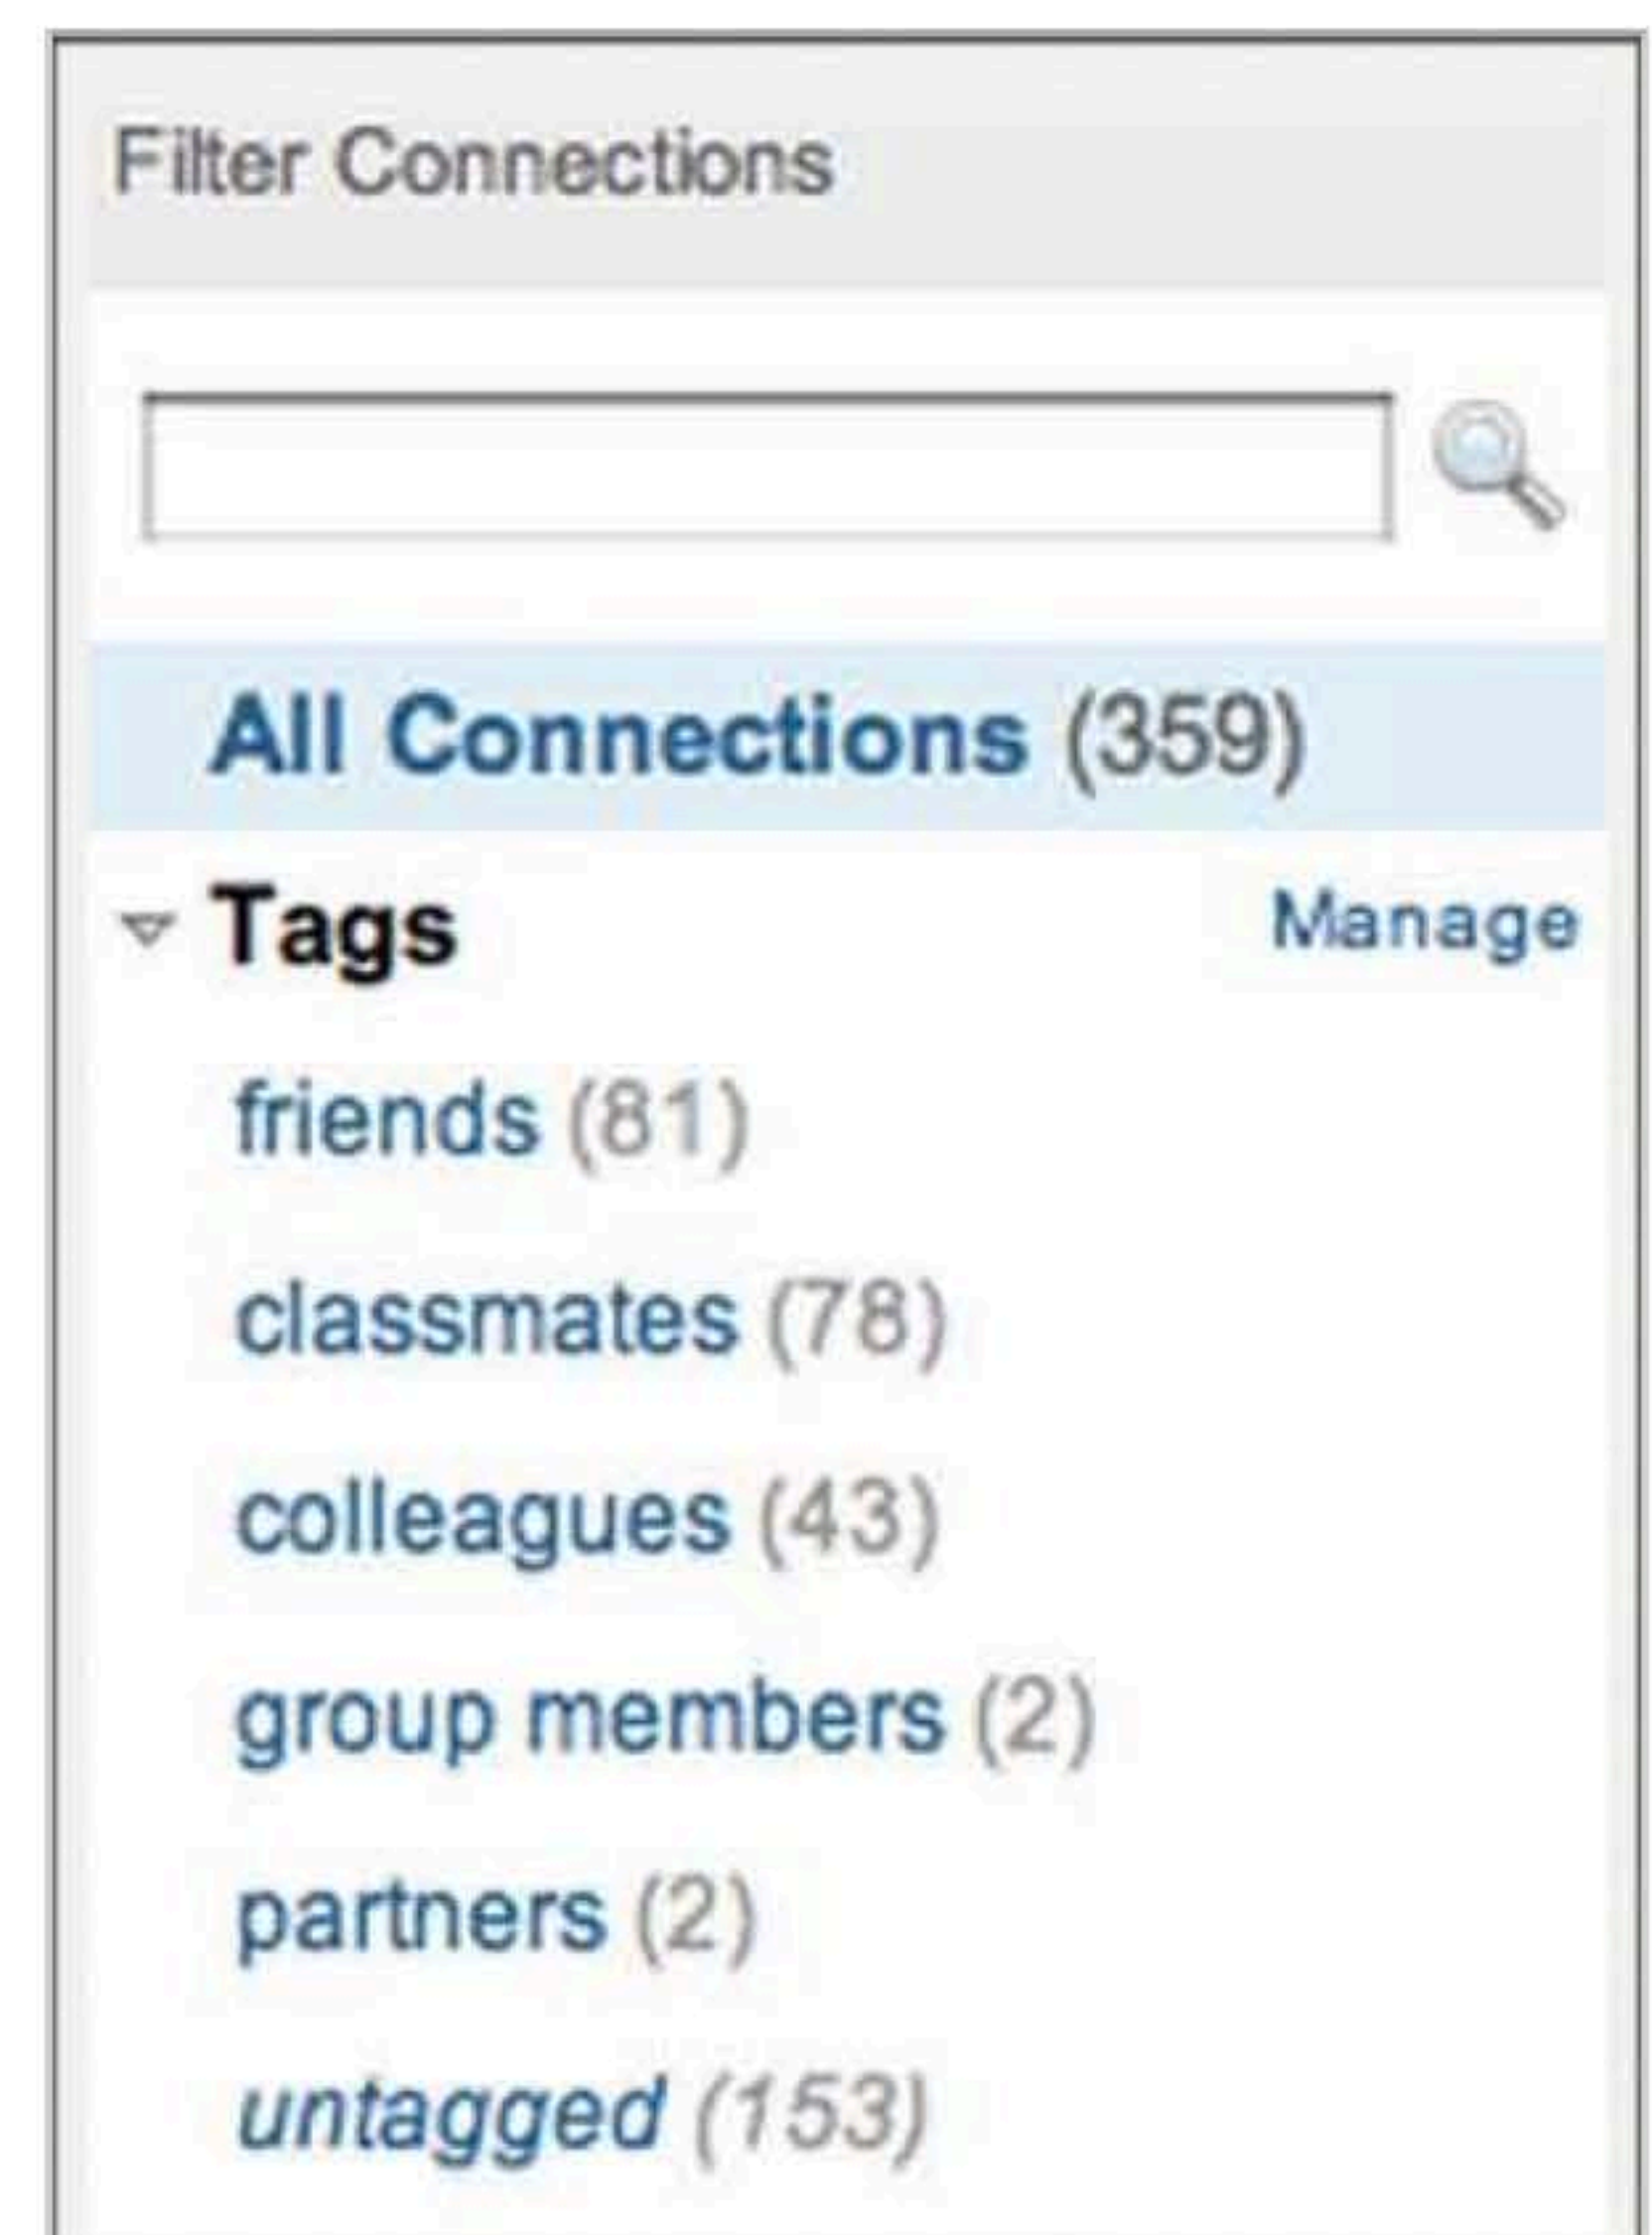 Filter Connections
All Connections (359)
Tags Manage
friends (81)
classmates (78)
colleagues (43)
group members (2)
partners (2)
untagged (153)